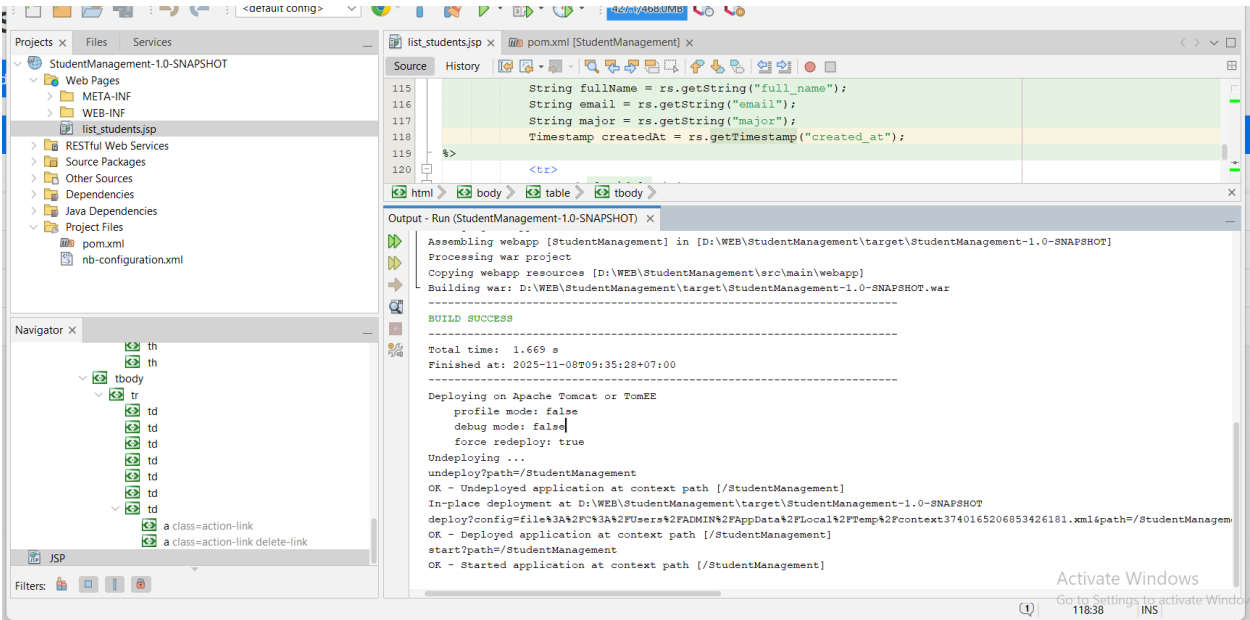 <default config>
427.1/468.0MB
Projects
Files
Services
StudentManagement-1.0-SNAPSHOT
Web Pages
META-INF
WEB-INF
list_students.jsp
RESTful Web Services
Source Packages
Other Sources
Dependencies
Java Dependencies
Project Files
pom.xml
nb-configuration.xml
Navigator
th
th
tbody
tr
td
td
td
td
td
td
td
a class=action-link
a class=action-link delete-link
JSP
Filters:
list_students.jsp
pom.xml [StudentManagement]
Source
History
115 String fullName = rs.getString("full_name");
116 String email = rs.getString("email");
117 String major = rs.getString("major");
118 Timestamp createdAt = rs.getTimestamp("created_at");
119 %>
120 <tr>
html body table tbody
Output - Run (StudentManagement-1.0-SNAPSHOT)
Assembling webapp [StudentManagement] in [D:\WEB\StudentManagement\target\StudentManagement-1.0-SNAPSHOT]
Processing war project
Copying webapp resources [D:\WEB\StudentManagement\src\main\webapp]
Building war: D:\WEB\StudentManagement\target\StudentManagement-1.0-SNAPSHOT.war
------------------------------------------------------------------------
BUILD SUCCESS
------------------------------------------------------------------------
Total time:  1.669 s
Finished at: 2025-11-08T09:35:28+07:00
------------------------------------------------------------------------
Deploying on Apache Tomcat or TomEE
profile mode: false
debug mode: false
force redeploy: true
Undeploying ...
undeploy?path=/StudentManagement
OK - Undeployed application at context path [/StudentManagement]
In-place deployment at D:\WEB\StudentManagement\target\StudentManagement-1.0-SNAPSHOT
deploy?config=file%3A%2FC%3A%2FUsers%2FADMIN%2FAppData%2FLocal%2FTemp%2Fcontext3740165206853426181.xml&path=/StudentManagem
OK - Deployed application at context path [/StudentManagement]
start?path=/StudentManagement
OK - Started application at context path [/StudentManagement]
Activate Windows
Go to Settings to activate Window
1
118:38
INS